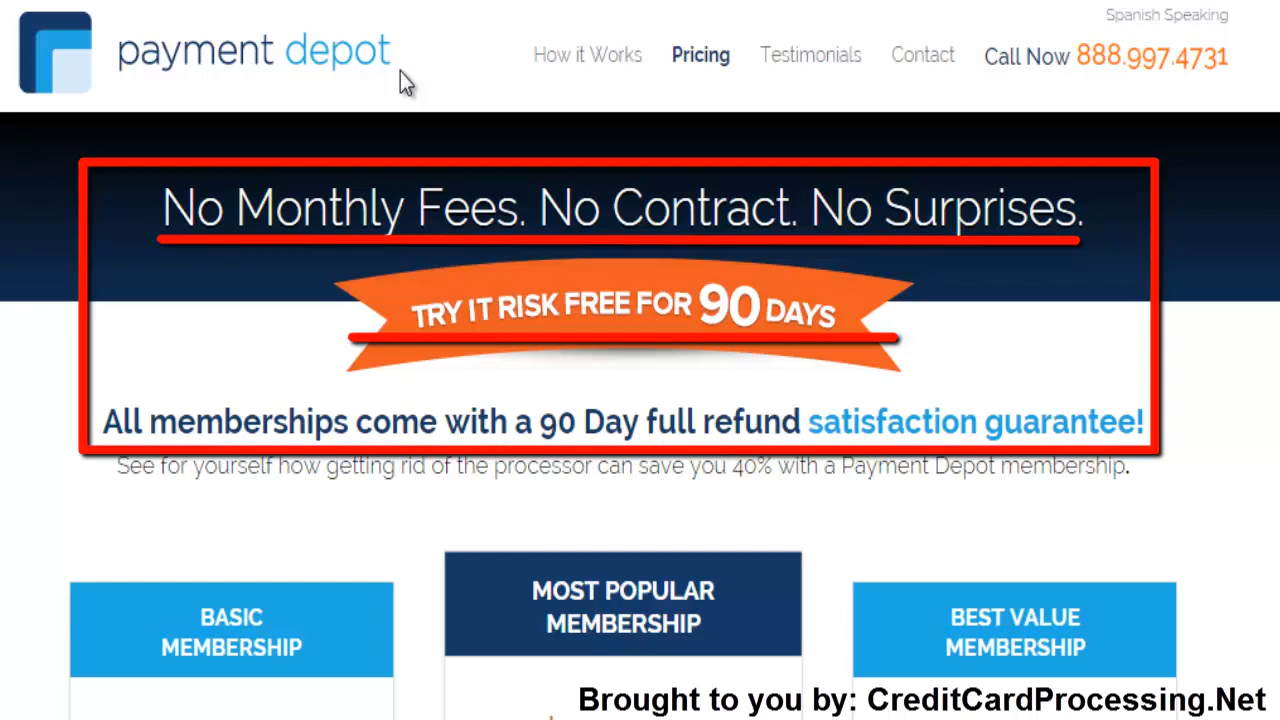 Spanish Speaking
payment depot
How it Works Pricing Testimonials Contact Call Now 888.997.4731
No Monthly Fees. No Contract. No Surprises.
TRY IT RISK FREE FOR 90 DAYS
All memberships come with a 90 Day full refund satisfaction guarantee!
See for yourself how getting rid of the processor can save you 40% with a Payment Depot membership.
BASIC
MEMBERSHIP
MOST POPULAR
MEMBERSHIP
BEST VALUE
MEMBERSHIP
Brought to you by: CreditCardProcessing.Net